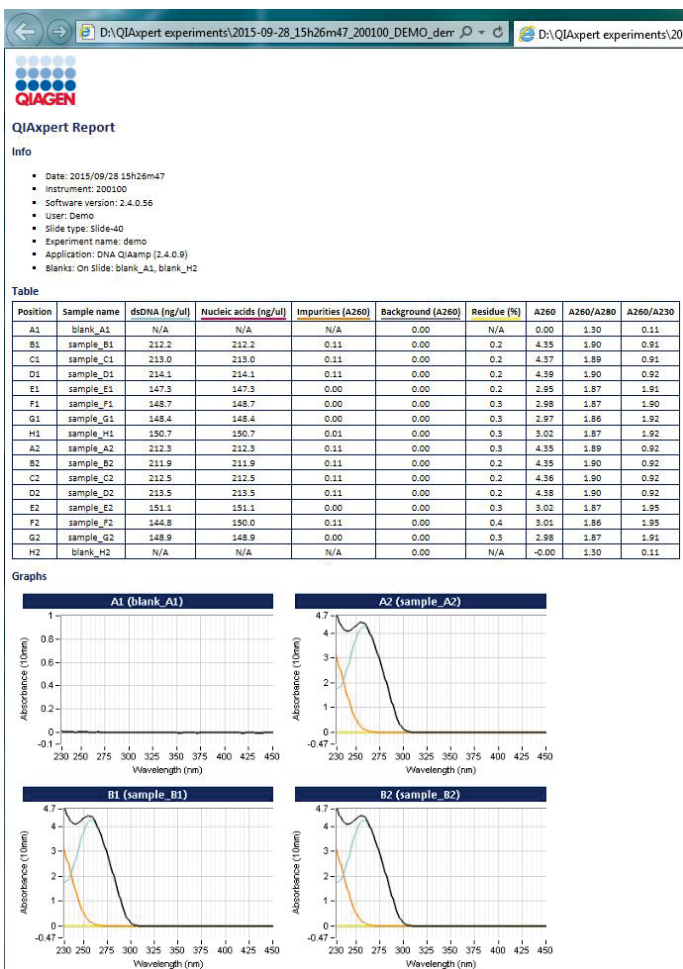 D:\QIAxpert experiments\2015-09-28_15h26m47_200100_DEMO_dem
D:\QIAxpert experiments\20
QIAGEN
QIAxpert Report
Info
Date: 2015/09/28 15h26m47
Instrument: 200100
Software version: 2.4.0.56
User: Demo
Slide type: Slide-40
Experiment name: demo
Application: DNA QIAamp (2.4.0.9)
Blanks: On Slide: blank_A1, blank_H2
Table
Position Sample name dsDNA (ng/ul) Nucleic acids (ng/ul) Impurities (A260) Background (A260) Residue (%) A260 A260/A280 A260/A230
A1 blank_A1 N/A N/A N/A 0.00 N/A 0.00 1.30 0.11
B1 sample_B1 212.2 212.2 0.11 0.00 0.2 4.35 1.90 0.91
C1 sample_C1 213.0 213.0 0.11 0.00 0.2 4.37 1.89 0.91
D1 sample_D1 214.1 214.1 0.11 0.00 0.2 4.39 1.90 0.92
E1 sample_E1 147.3 147.3 0.00 0.00 0.2 2.95 1.87 1.91
F1 sample_F1 148.7 148.7 0.00 0.00 0.3 2.98 1.87 1.90
G1 sample_G1 148.4 148.4 0.00 0.00 0.3 2.97 1.86 1.92
H1 sample_H1 150.7 150.7 0.01 0.00 0.3 3.02 1.87 1.92
A2 sample_A2 212.3 212.3 0.11 0.00 0.3 4.35 1.89 0.92
B2 sample_B2 211.9 211.9 0.11 0.00 0.2 4.35 1.90 0.92
C2 sample_C2 212.5 212.5 0.11 0.00 0.2 4.36 1.90 0.92
D2 sample_D2 213.5 213.5 0.11 0.00 0.2 4.38 1.90 0.92
E2 sample_E2 151.1 151.1 0.00 0.00 0.3 3.02 1.87 1.95
F2 sample_F2 144.8 150.0 0.11 0.00 0.4 3.01 1.86 1.95
G2 sample_G2 148.9 148.9 0.00 0.00 0.3 2.98 1.87 1.91
H2 blank_H2 N/A N/A N/A 0.00 N/A -0.00 1.30 0.11
Graphs
A1 (blank_A1)
Absorbance (10mm)
1
0.8
0.6
0.4
0.2
0
-0.1
230 250 275 300 325 350 375 400 425 450
Wavelength (nm)
A2 (sample_A2)
Absorbance (10mm)
4.7
4
3
2
1
0
-0.47
230 250 275 300 325 350 375 400 425 450
Wavelength (nm)
B1 (sample_B1)
Absorbance (10mm)
4.7
4
3
2
1
0
-0.47
230 250 275 300 325 350 375 400 425 450
Wavelength (nm)
B2 (sample_B2)
Absorbance (10mm)
4.7
4
3
2
1
0
-0.47
230 250 275 300 325 350 375 400 425 450
Wavelength (nm)